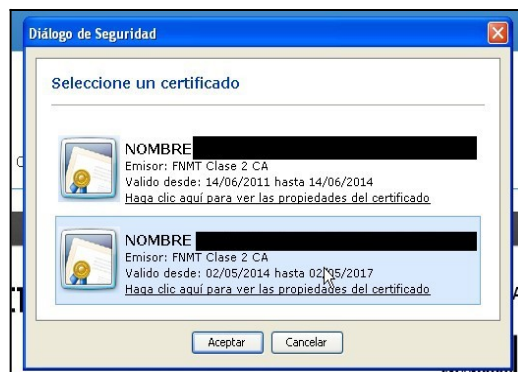 Diálogo de Seguridad
Seleccione un certificado
NOMBRE
Emisor: FNMT Clase 2 CA
Valido desde: 14/06/2011 hasta 14/06/2014
Haga clic aquí para ver las propiedades del certificado
NOMBRE
Emisor: FNMT Clase 2 CA
Valido desde: 02/05/2014 hasta 02/05/2017
Haga clic aquí para ver las propiedades del certificado
Aceptar
Cancelar